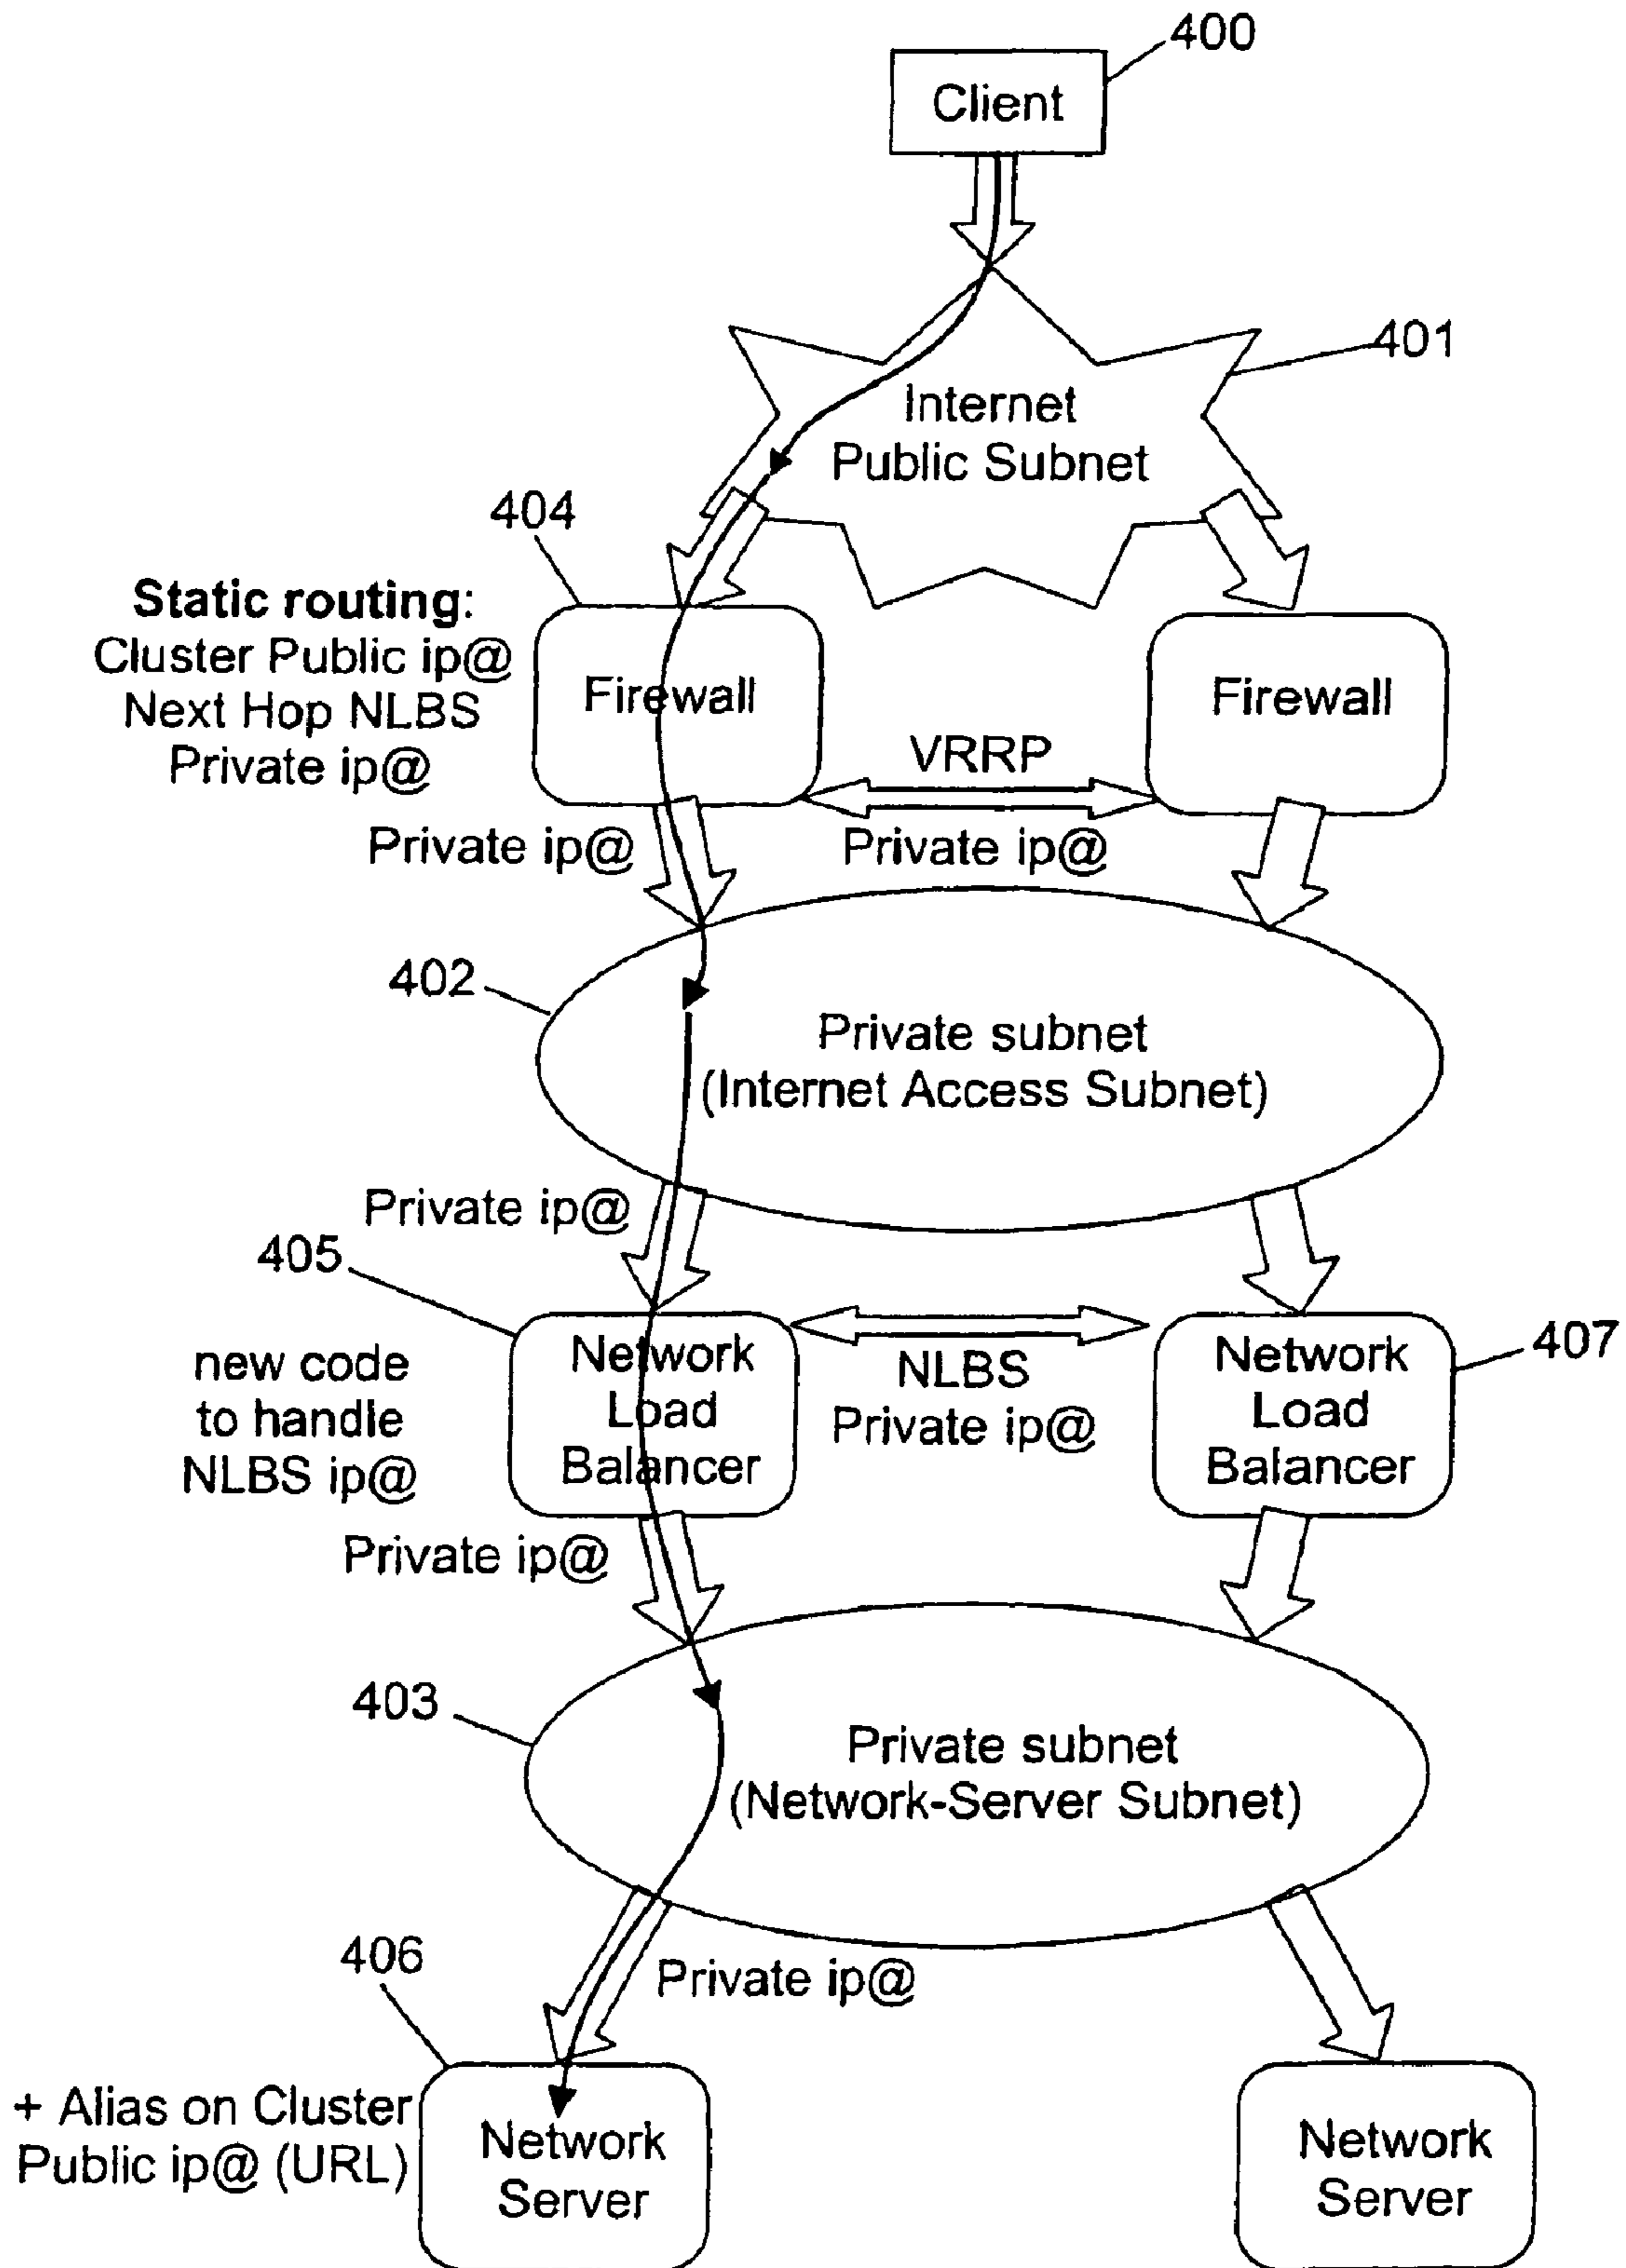 400
Client
401
Internet
Public Subnet
404
Static routing:
Cluster Public ip@
Next Hop NLBS
Private ip@
Firewall
Firewall
VRRP
Private ip@
Private ip@
402
Private subnet
(Internet Access Subnet)
Private ip@
405
new code
to handle
NLBS ip@
Network
Load
Balancer
NLBS
Private ip@
Network
Load
Balancer
407
Private ip@
403
Private subnet
(Network-Server Subnet)
406
Private ip@
+ Alias on Cluster
Public ip@ (URL)
Network
Server
Network
Server